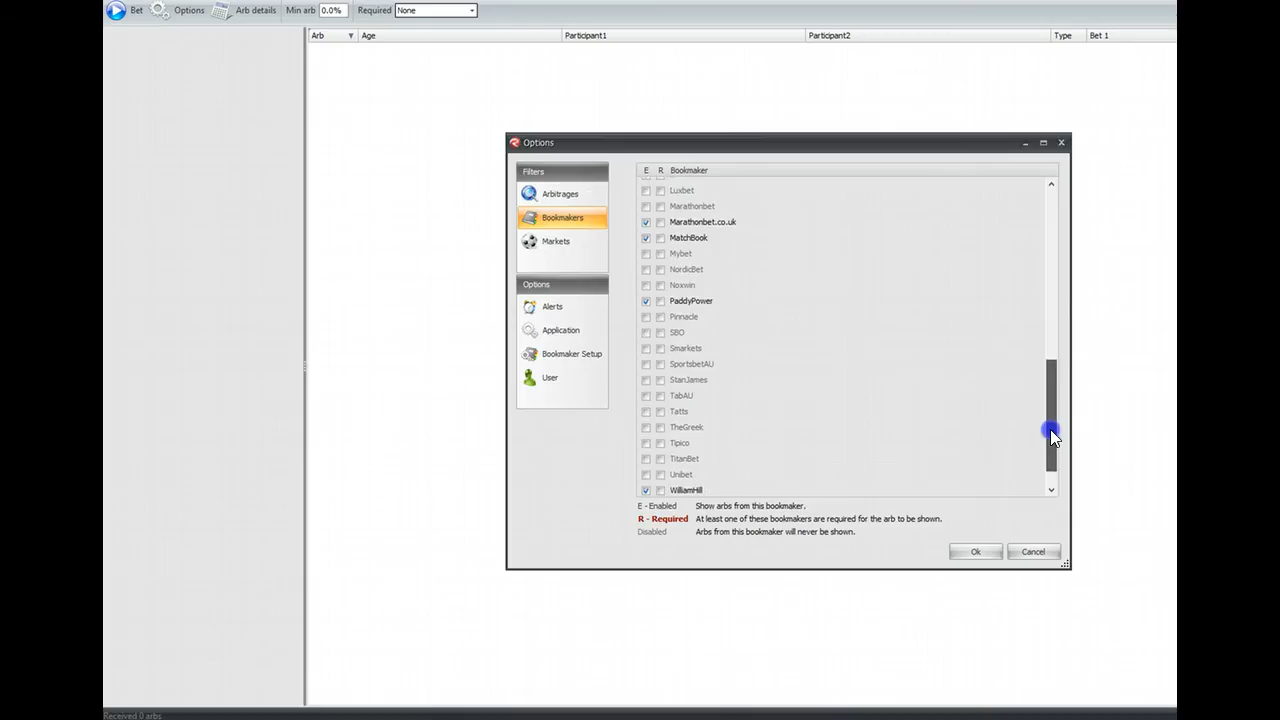 Bet Options Arb details Min arb 0.0% Required None
Arb Age Participant1 Participant2 Type Bet 1
Options
Filters
Arbitrages
Bookmakers
Markets
Options
Alerts
Application
Bookmaker Setup
User
E R Bookmaker
Luxbet
Marathonbet
Marathonbet.co.uk
MatchBook
Mybet
NordicBet
Noxwin
PaddyPower
Pinnacle
SBO
Smarkets
SportsbetAU
StanJames
TabAU
Tatts
TheGreek
Tipico
TitanBet
Unibet
WilliamHill
E - Enabled Show arbs from this bookmaker.
R - Required At least one of these bookmakers are required for the arb to be shown.
Disabled Arbs from this bookmaker will never be shown.
Ok Cancel
Received 0 arbs